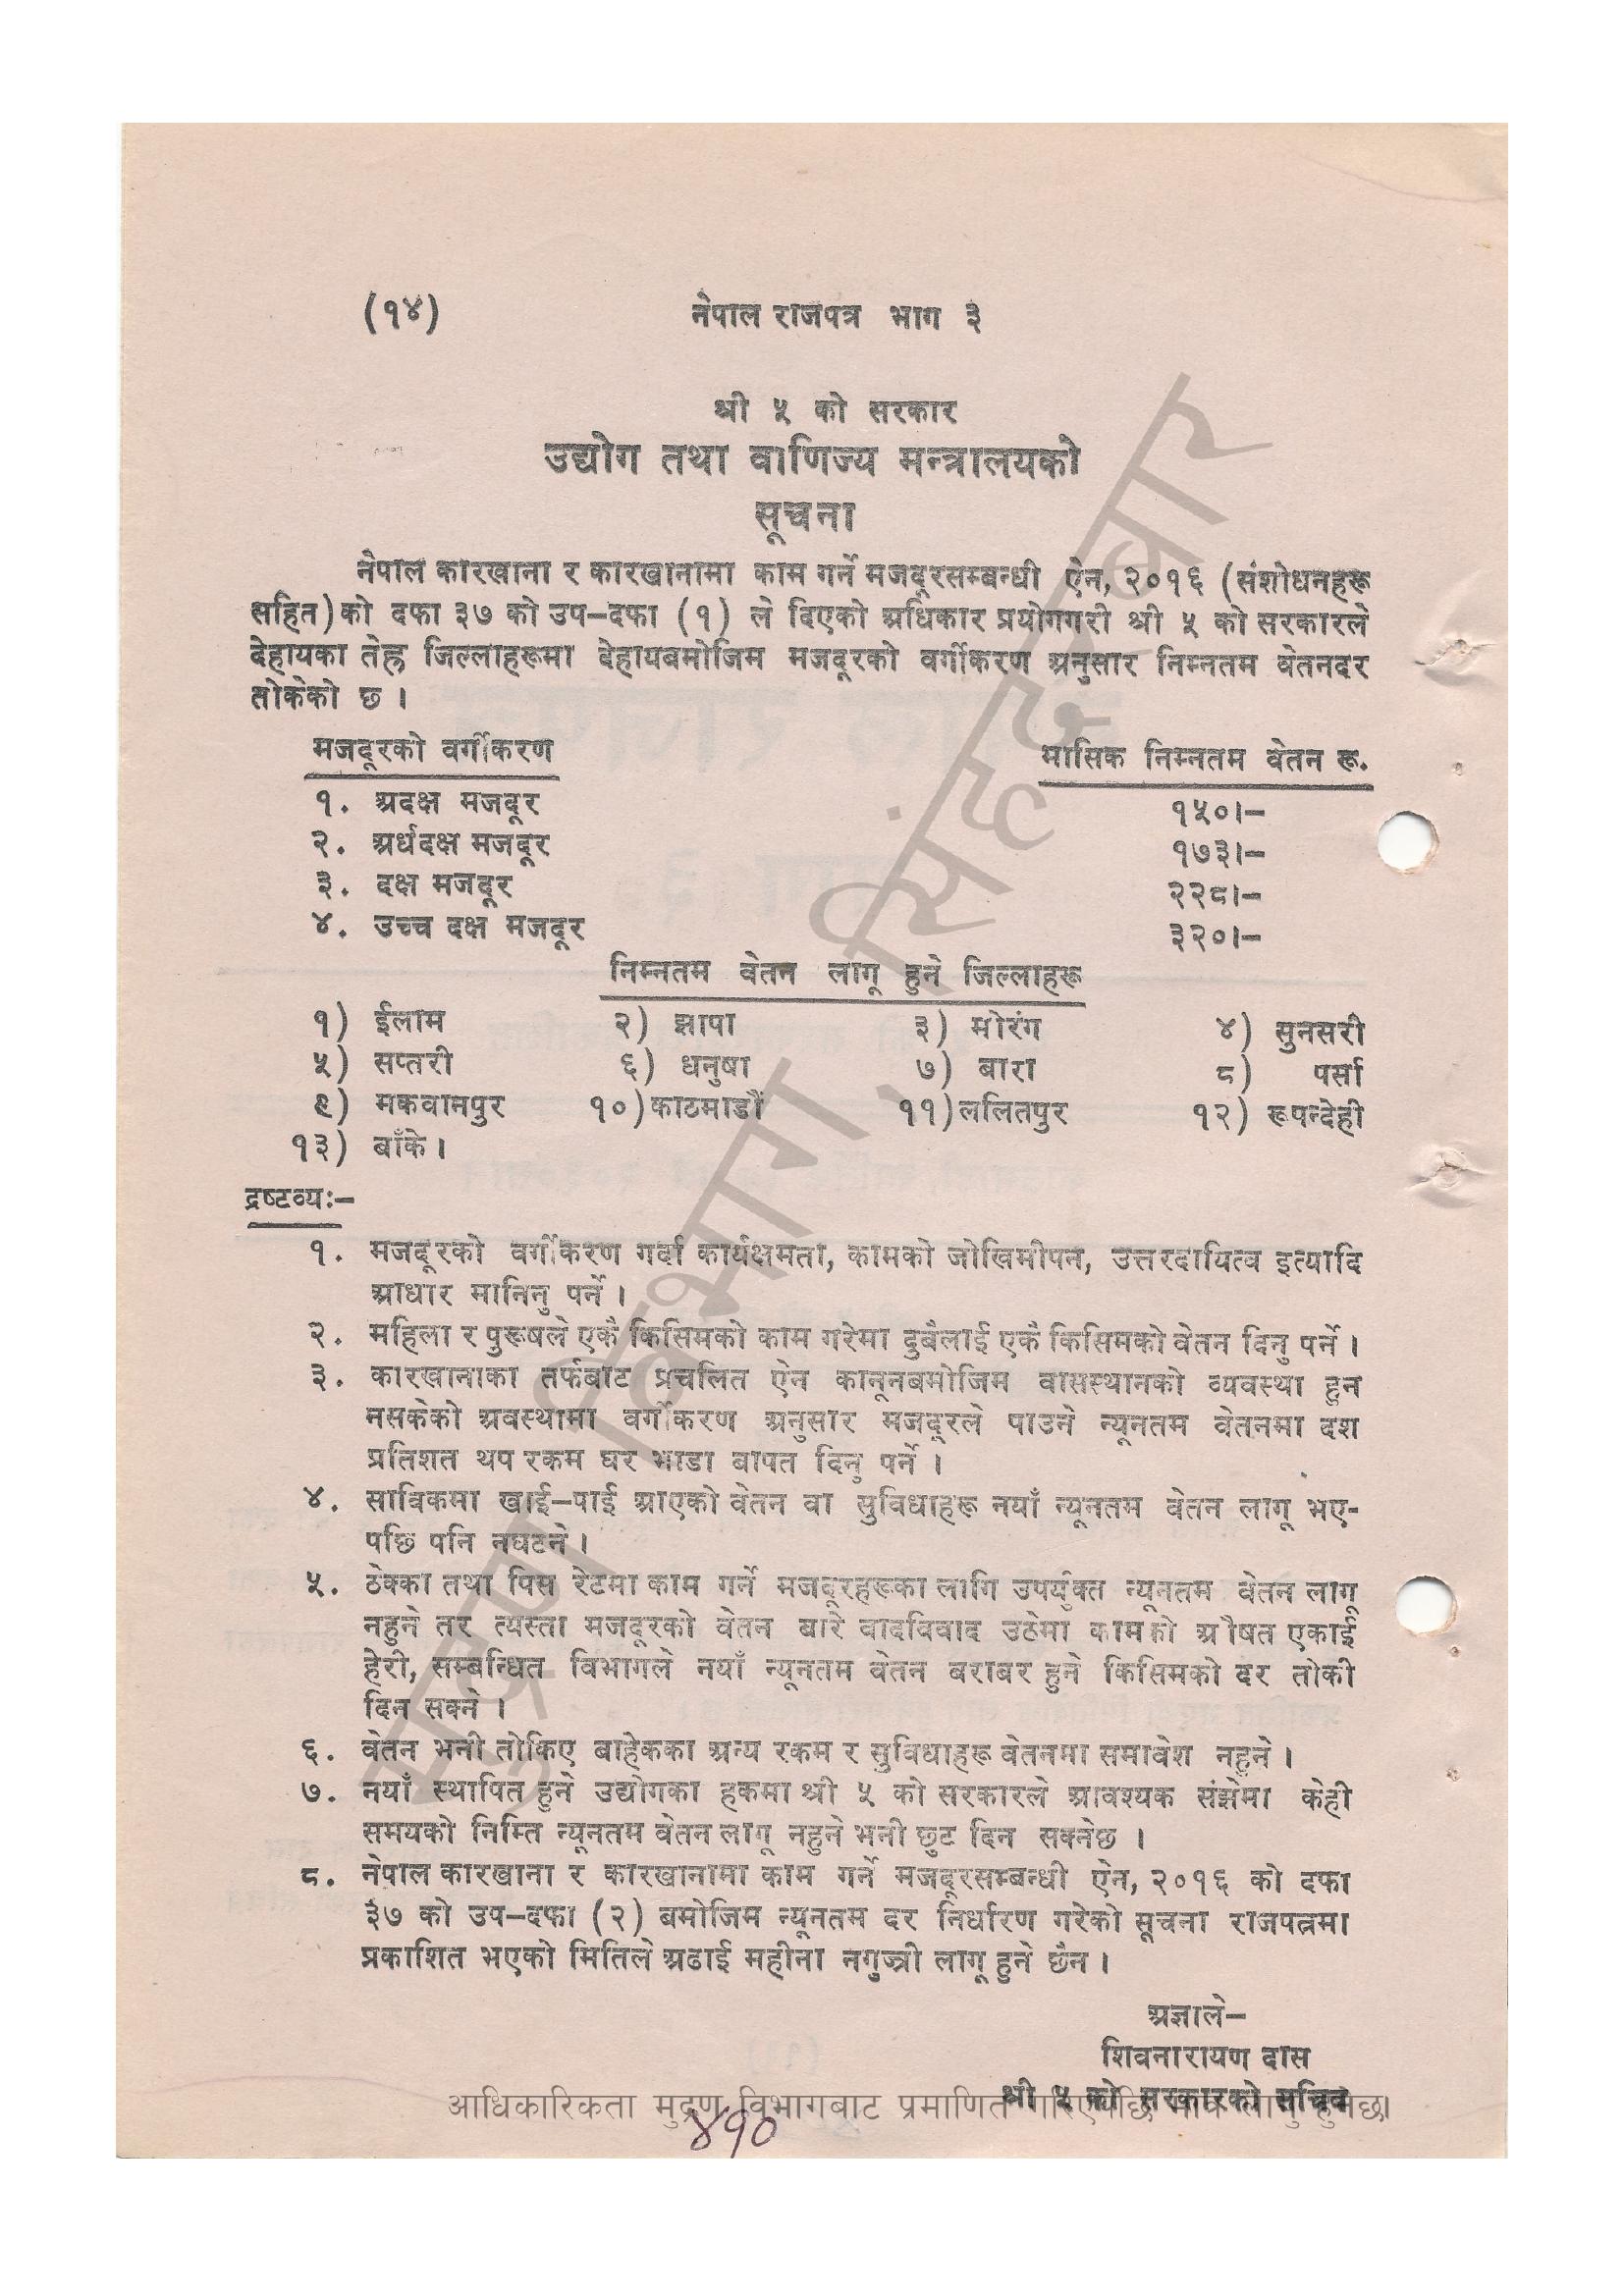 (१४) नेपाल राजपत्र भाग ३
श्री ५ को सरकार
उद्योग तथा वाणिज्य मन्त्रालयको
सूचना
नेपाल कारखाना र कारखानामा काम गर्ने मजदूरसम्बन्धी ऐन, २०१६ (संशोधनहरू
सहित) को दफा ३७ को उप–दफा (१) ले दिएको अधिकार प्रयोगगरी श्री ५ को सरकारले
देहायका तेह्र जिल्लाहरूमा देहायबमोजिम मजदूरको वर्गीकरण अनुसार निम्नतम वेतनदर
तोकेको छ ।
मजदूरको वर्गीकरण मासिक निम्नतम वेतन रू.
१. अदक्ष मजदूर १५०।–
२. अर्धदक्ष मजदूर १७३।–
३. दक्ष मजदूर २२८।–
४. उच्च दक्ष मजदूर ३२०।–
निम्नतम वेतन लागू हुने जिल्लाहरू
१) ईलाम २) झापा ३) मोरंग ४) सुनसरी
५) सप्तरी ६) धनुषा ७) बारा ८) पर्सा
९) मकवानपुर १०) काठमाडौं ११) ललितपुर १२) रूपन्देही
१३) बाँके ।
द्रष्टव्यः–
१. मजदूरको वर्गीकरण गर्दा कार्यक्षमता, कामको जोखिमीपन, उत्तरदायित्व इत्यादि
आधार मानिनु पर्ने ।
२. महिला र पुरूषले एकै किसिमको काम गरेमा दुबैलाई एकै किसिमको वेतन दिनु पर्ने ।
३. कारखानाका तर्फबाट प्रचलित ऐन कानूनबमोजिम वासस्थानको व्यवस्था हुन
नसकेको अवस्थामा वर्गीकरण अनुसार मजदूरले पाउने न्यूनतम वेतनमा दश
प्रतिशत थप रकम घर भाडा बापत दिनु पर्ने ।
४. साविकमा खाई–पाई आएको वेतन वा सुविधाहरू नयाँ न्यूनतम वेतन लागू भए-
पछि पनि नघटने ।
५. ठेक्का तथा पिस रेटमा काम गर्ने मजदूरहरूका लागि उपर्युक्त न्यूनतम वेतन लागू
नहुने तर त्यस्ता मजदूरको वेतन बारे वादविवाद उठेमा कामको औषत एकाई
हेरी, सम्बन्धित विभागले नयाँ न्यूनतम वेतन बराबर हुने किसिमको दर तोकी
दिन सक्ने ।
६. वेतन भनी तोकिए बाहेकका अन्य रकम र सुविधाहरू वेतनमा समावेश नहुने ।
७. नयाँ स्थापित हुने उद्योगका हकमा श्री ५ को सरकारले आवश्यक संझेमा केही
समयको निम्ति न्यूनतम वेतन लागू नहुने भनी छुट दिन सक्नेछ ।
८. नेपाल कारखाना र कारखानामा काम गर्ने मजदूरसम्बन्धी ऐन, २०१६ को दफा
३७ को उप–दफा (२) बमोजिम न्यूनतम दर निर्धारण गरेको सूचना राजपत्रमा
प्रकाशित भएको मितिले अढाई महीना नगुज्री लागू हुने छैन ।
अज्ञाले–
शिवनारायण दास
श्री ५ को सरकारको सचिव
आधिकारिकता मुद्रण विभागबाट प्रमाणित गरिएपछि मात्र लागु हुनेछ।
४१०
मुद्रण विभाग, सिंहदरबार